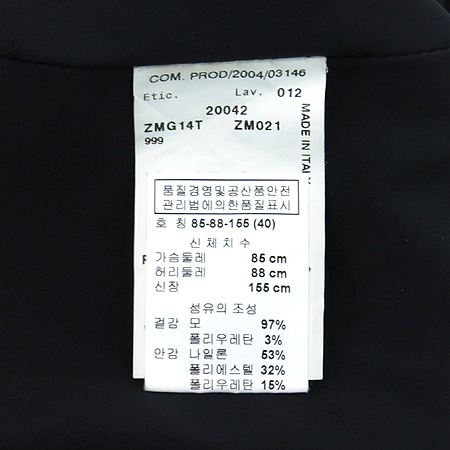 COM. PROD/2004/03146
Etic. Lav. 012
20042
ZMG14T ZM021
999
MADE IN ITALY
품질경영및공산품안전
관리법에의한품질표시
호 칭 85-88-155 (40)
신 체 치 수
가슴둘레 85 cm
허리둘레 88 cm
신장 155 cm
섬유의 조성
겉감 모 97%
폴리우레탄 3%
안감 나일론 53%
폴리에스텔 32%
폴리우레탄 15%